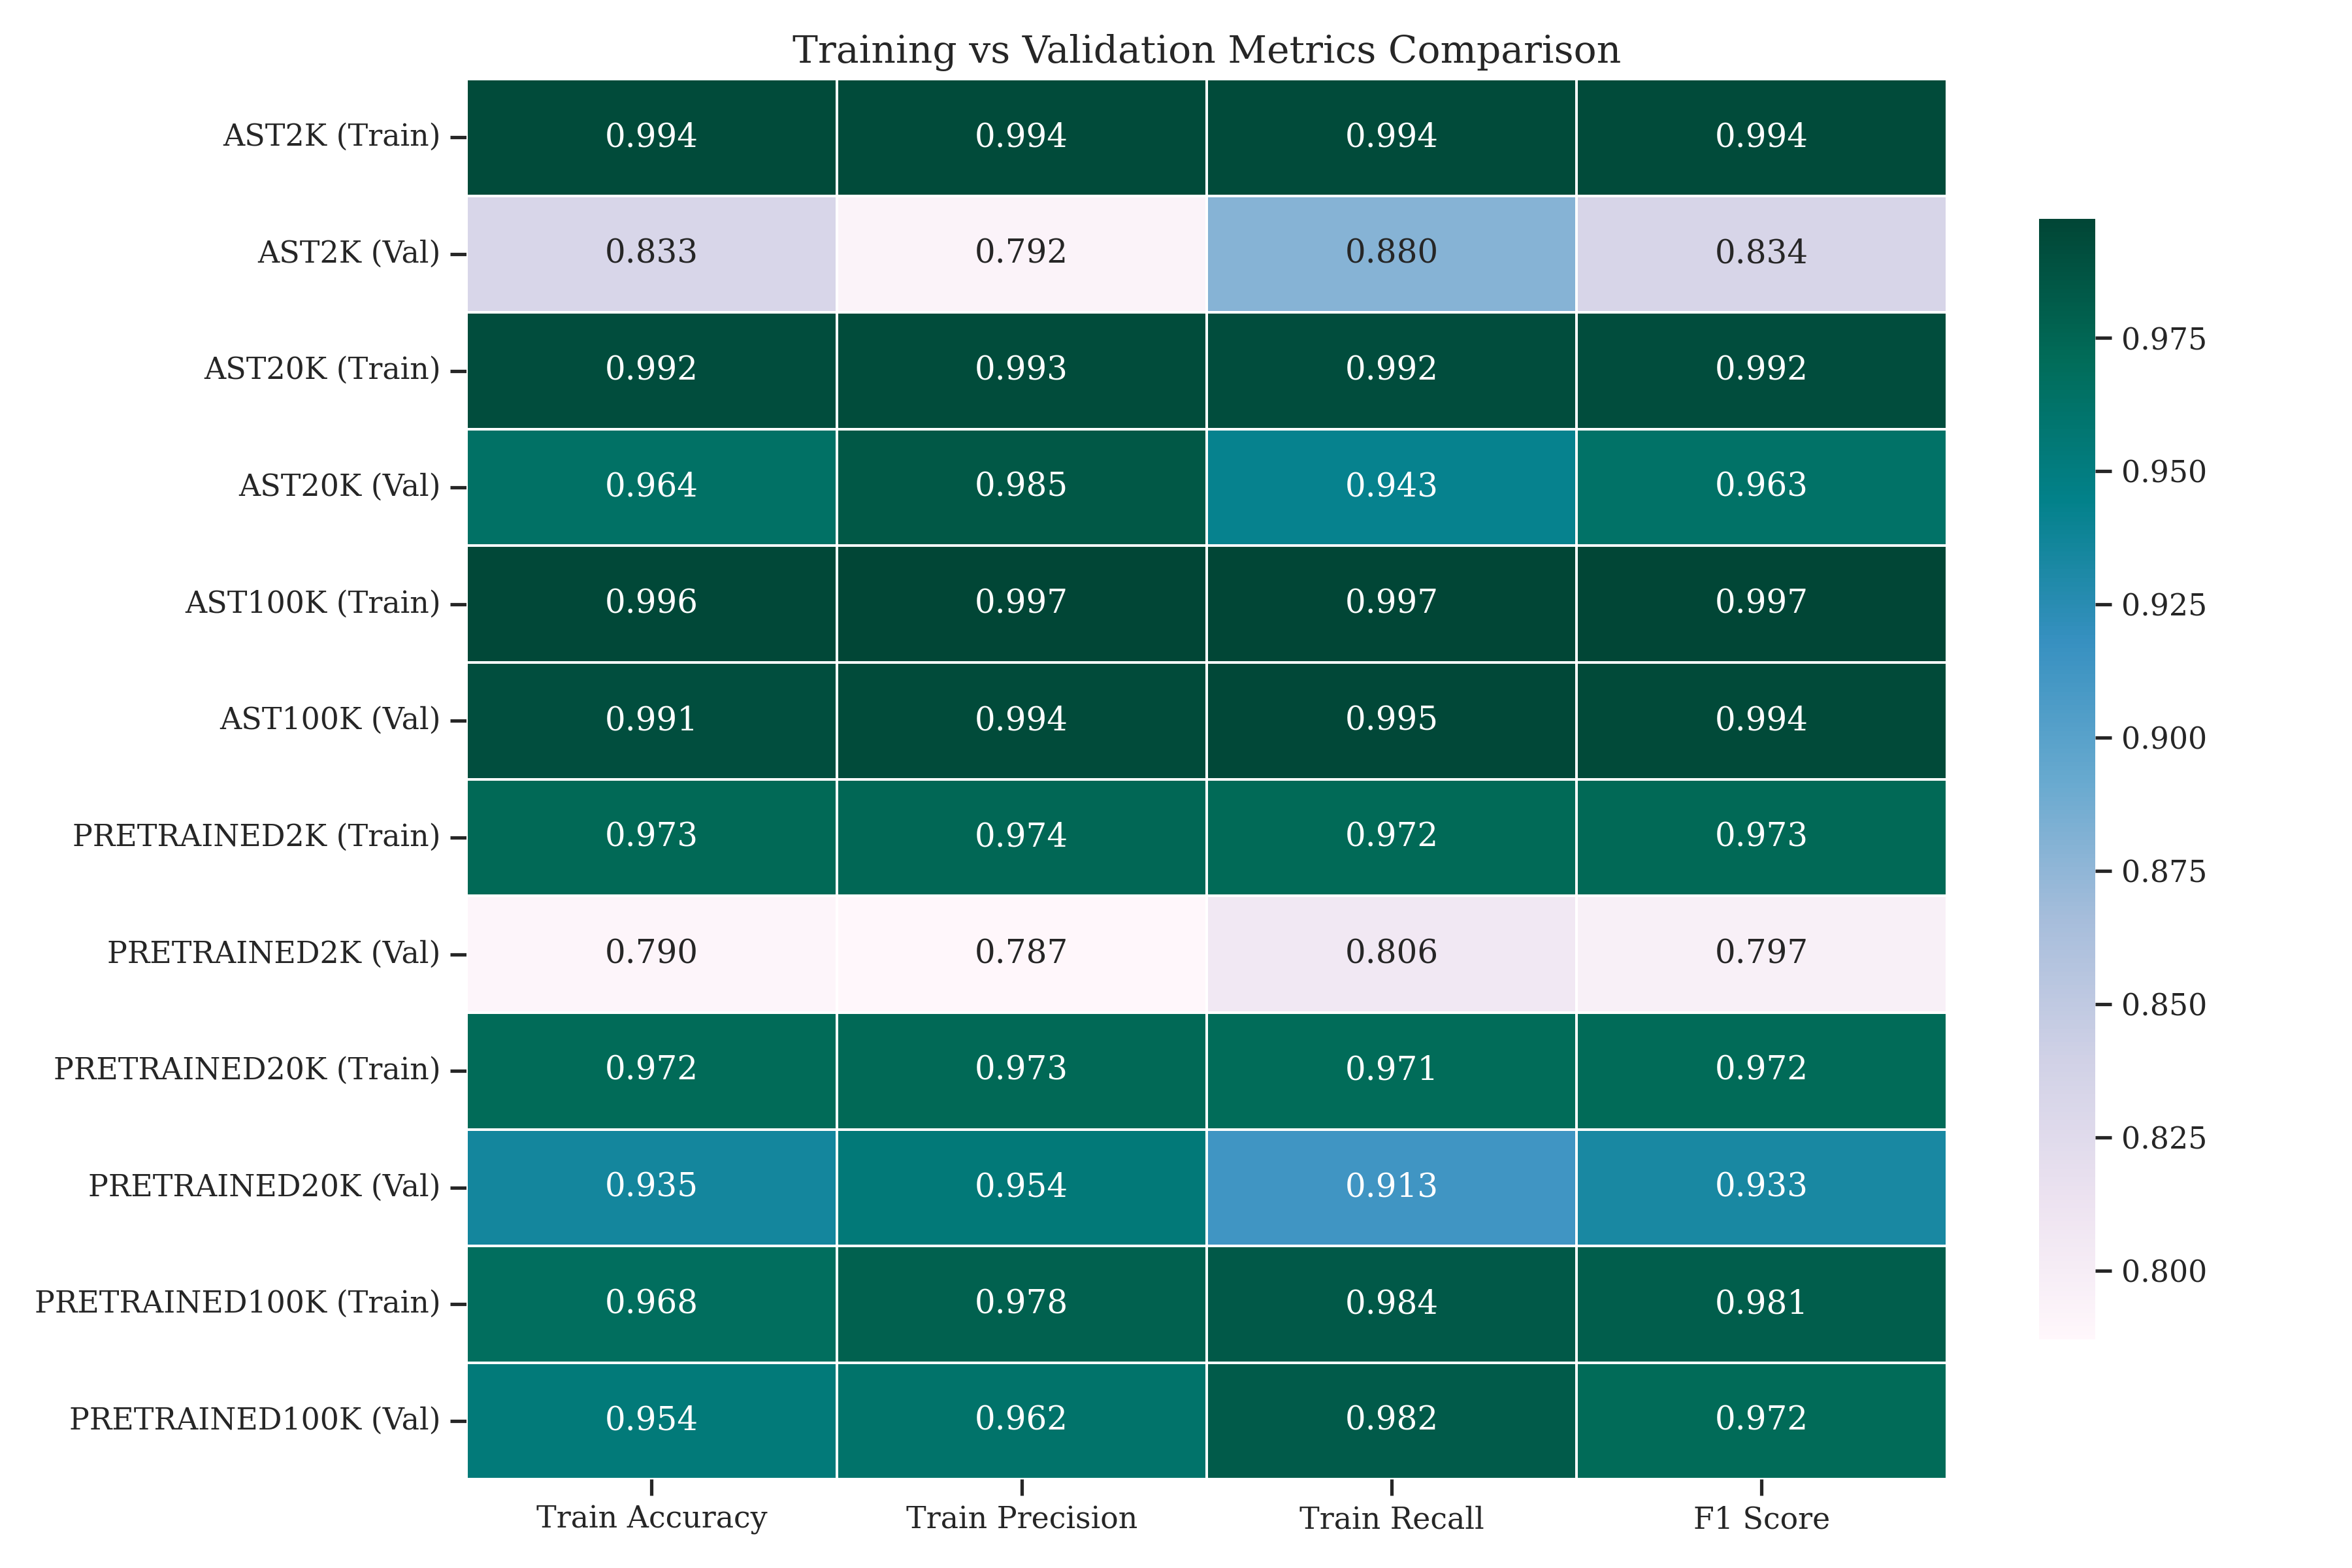 Training vs Validation Metrics Comparison
AST2K (Train) 0.994 0.994 0.994 0.994
AST2K (Val) 0.833 0.792 0.880 0.834
AST20K (Train) 0.992 0.993 0.992 0.992
AST20K (Val) 0.964 0.985 0.943 0.963
AST100K (Train) 0.996 0.997 0.997 0.997
AST100K (Val) 0.991 0.994 0.995 0.994
PRETRAINED2K (Train) 0.973 0.974 0.972 0.973
PRETRAINED2K (Val) 0.790 0.787 0.806 0.797
PRETRAINED20K (Train) 0.972 0.973 0.971 0.972
PRETRAINED20K (Val) 0.935 0.954 0.913 0.933
PRETRAINED100K (Train) 0.968 0.978 0.984 0.981
PRETRAINED100K (Val) 0.954 0.962 0.982 0.972
Train Accuracy Train Precision Train Recall F1 Score
0.975
0.950
0.925
0.900
0.875
0.850
0.825
0.800